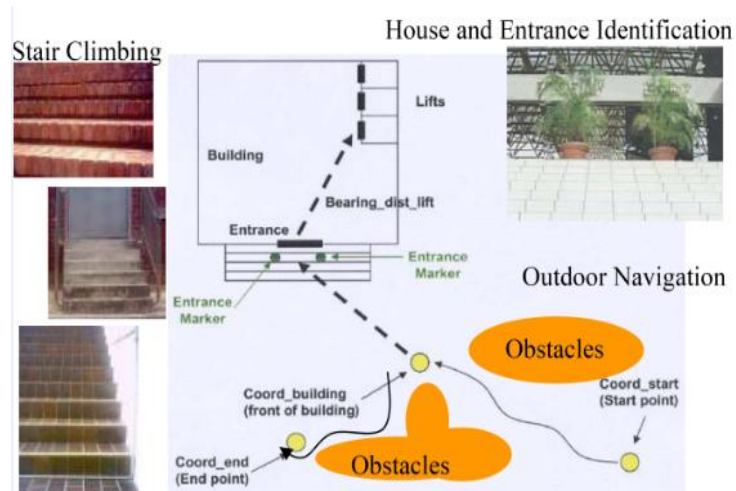 House and Entrance Identification
Stair Climbing
Lifts
Building
Bearing_dist_lift
Entrance
Entrance
Marker
Entrance
Marker
Outdoor Navigation
Obstacles
Coord_building
(front of building)
Coord_start
(Start point)
Coord_end
(End point)
Obstacles